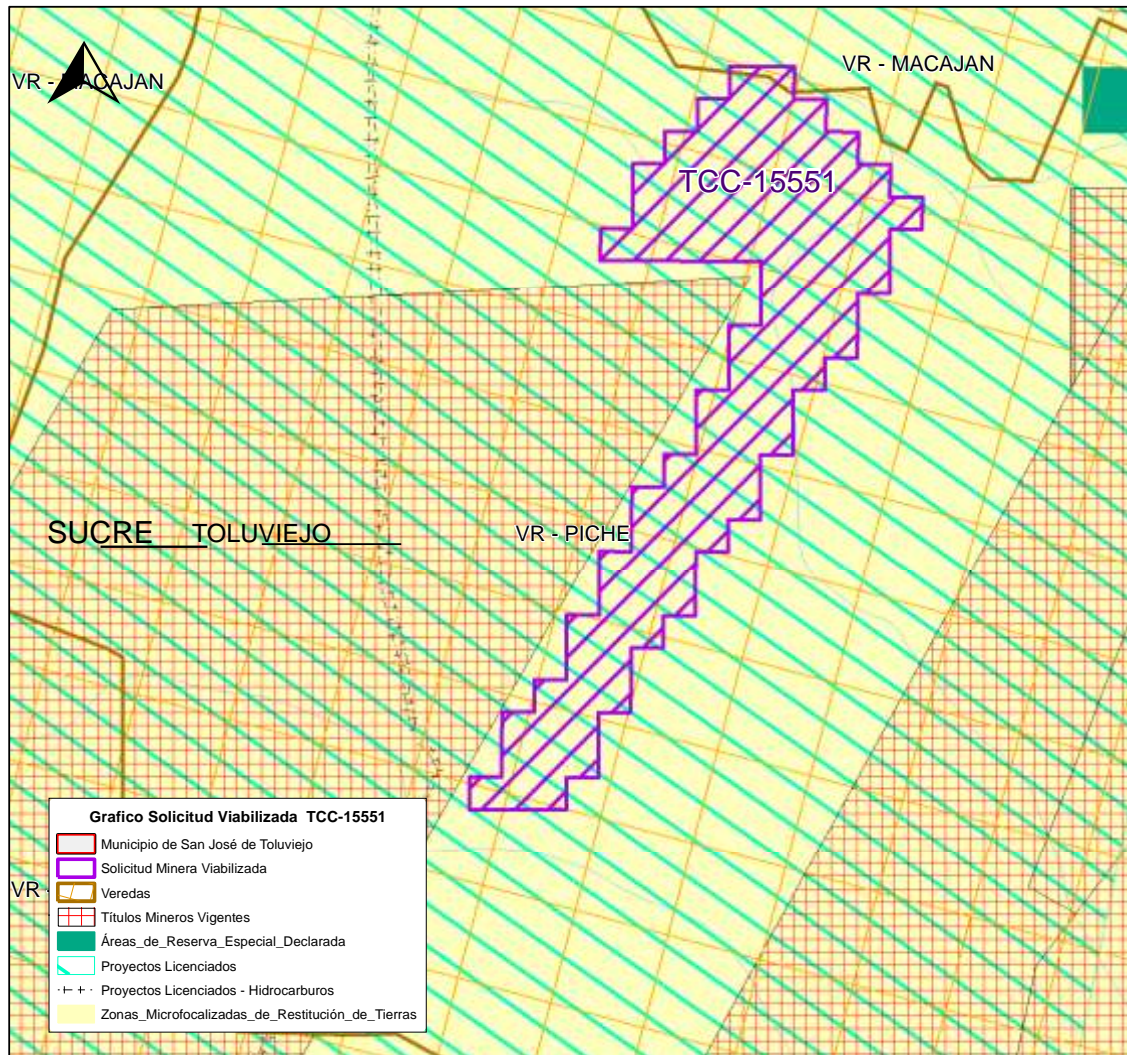 VR - MACAJAN
VR - MACAJAN
TCC-15551
SUCRE TOLUVIEJO
VR - PICHE
VR -
Grafico Solicitud Viabilizada TCC-15551
Municipio de San José de Toluviejo
Solicitud Minera Viabilizada
Veredas
Títulos Mineros Vigentes
Áreas_de_Reserva_Especial_Declarada
Proyectos Licenciados
Proyectos Licenciados - Hidrocarburos
Zonas_Microfocalizadas_de_Restitución_de_Tierras